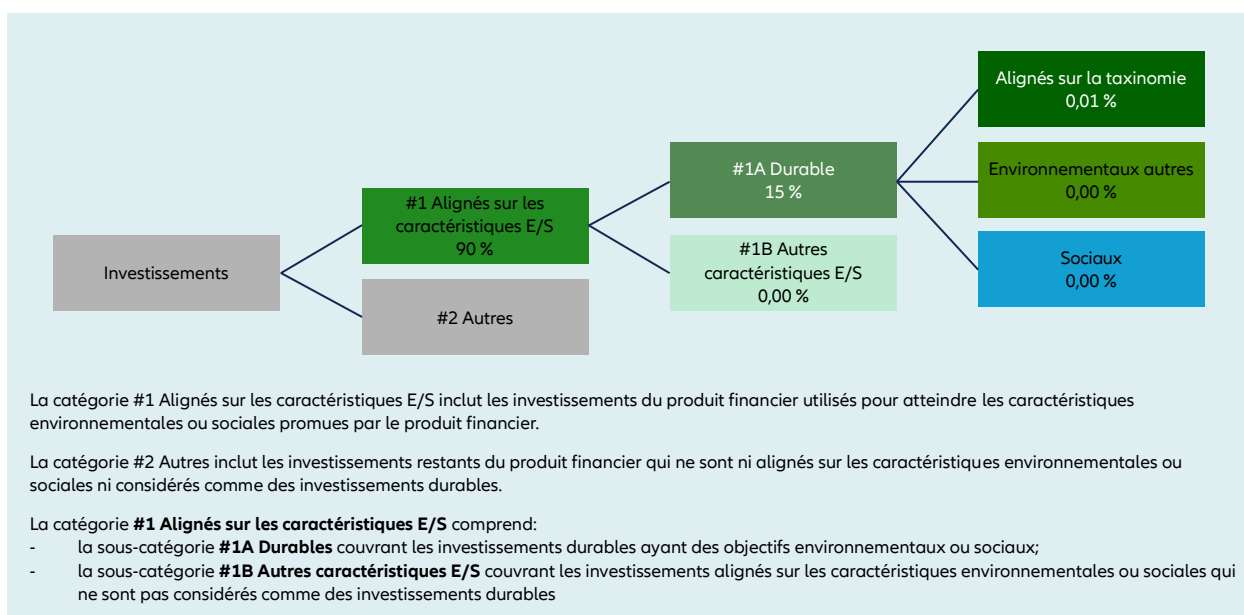 Alignés sur la taxinomie
0,01 %
#1A Durable
15 %
Environnementaux autres
0,00 %
#1 Alignés sur les
caractéristiques E/S
90 %
#1B Autres
caractéristiques E/S
0,00 %
Sociaux
0,00 %
Investissements
#2 Autres
La catégorie #1 Alignés sur les caractéristiques E/S inclut les investissements du produit financier utilisés pour atteindre les caractéristiques
environnementales ou sociales promues par le produit financier.
La catégorie #2 Autres inclut les investissements restants du produit financier qui ne sont ni alignés sur les caractéristiques environnementales ou
sociales ni considérés comme des investissements durables.
La catégorie #1 Alignés sur les caractéristiques E/S comprend:
- la sous-catégorie #1A Durables couvrant les investissements durables ayant des objectifs environnementaux ou sociaux;
- la sous-catégorie #1B Autres caractéristiques E/S couvrant les investissements alignés sur les caractéristiques environnementales ou sociales qui
ne sont pas considérés comme des investissements durables